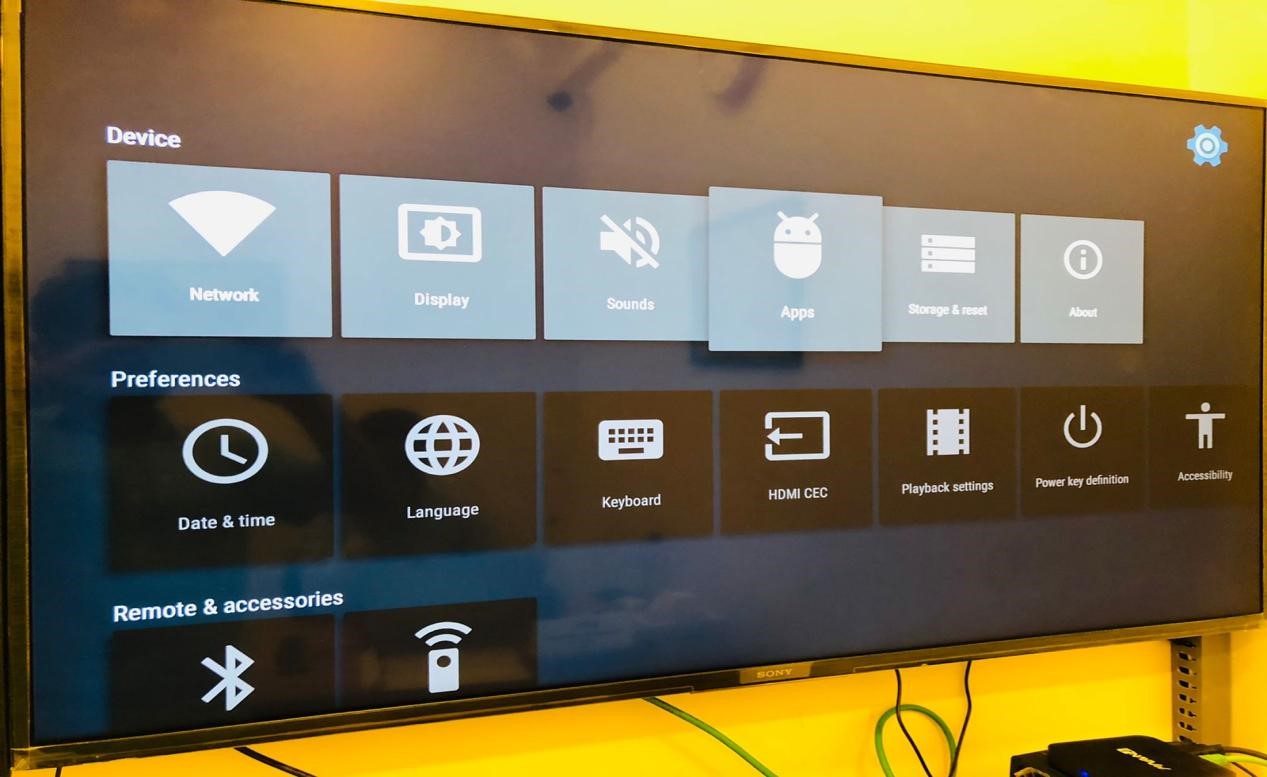 Device
Network
Display
Sounds
Apps
Storage & reset
About
Preferences
Date & time
Language
Keyboard
HDMI CEC
Playback settings
Power key definition
Accessibility
Remote & accessories
SONY